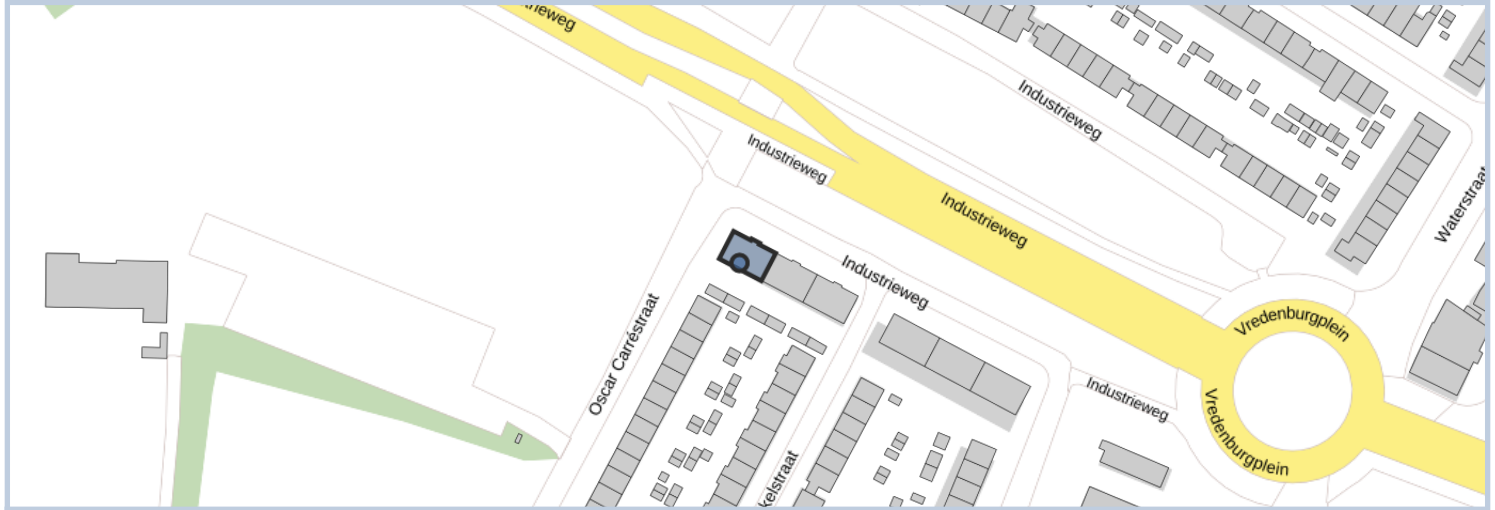 Industrieweg
Industrieweg
Industrieweg
Industrieweg
Waterstraat
Industrieweg
Oscar Carréstraat
Vredenburgplein
Industrieweg
Vredenburgplein